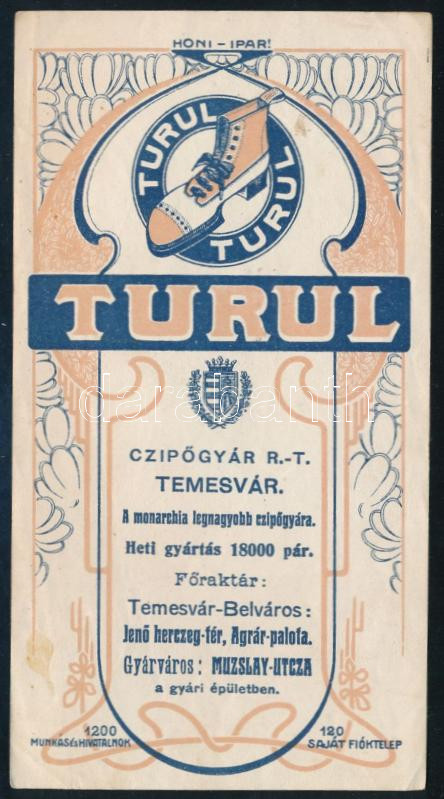 HONI - IPAR!
TURUL
TURUL
TURUL
darabanth
CZIPŐGYÁR R.-T.
TEMESVÁR.
A monarchia legnagyobb czipőgyára.
Heti gyártás 18000 pár.
Főraktár:
Temesvár-Belváros:
Jenő herczeg-tér, Agrár-palota.
Gyárváros: MUZSLAY-UTCZA
a gyári épületben.
1200
MUNKÁS és HIVATALNOK
120
SAJÁT FIÓKTELEP